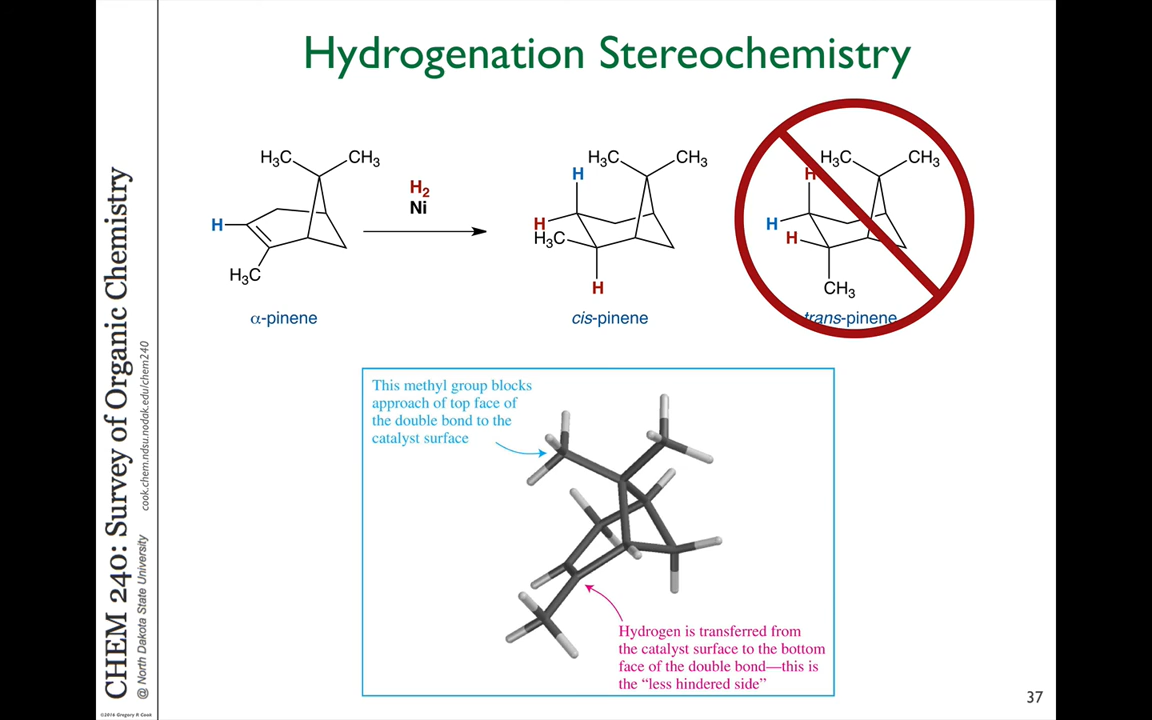 Hydrogenation Stereochemistry
H3C CH3
H
H3C
α-pinene
H2
Ni
H3C CH3
H
H
H3C
H
cis-pinene
H3C CH3
H
H
H
CH3
trans-pinene
This methyl group blocks
approach of top face of
the double bond to the
catalyst surface
Hydrogen is transferred from
the catalyst surface to the bottom
face of the double bond—this is
the “less hindered side”
CHEM 240: Survey of Organic Chemistry
@ North Dakota State University cook.chem.ndsu.nodak.edu/chem240
©2016 Gregory R Cook
37